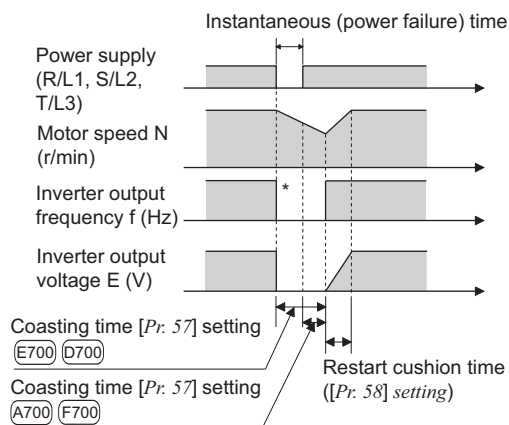 Instantaneous (power failure) time
Power supply
(R/L1, S/L2,
T/L3)
Motor speed N
(r/min)
Inverter output
frequency f (Hz)
*
Inverter output
voltage E (V)
Coasting time [Pr. 57] setting
E700 D700
Coasting time [Pr. 57] setting
A700 F700
Restart cushion time
([Pr. 58] setting)